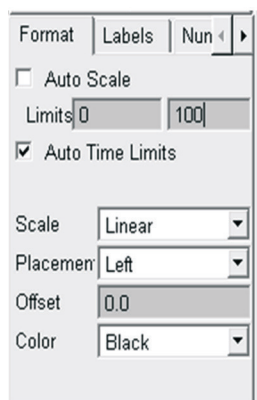 Format Labels Nun
Auto Scale
Limits 0 100
Auto Time Limits
Scale Linear
Placemen Left
Offset 0.0
Color Black